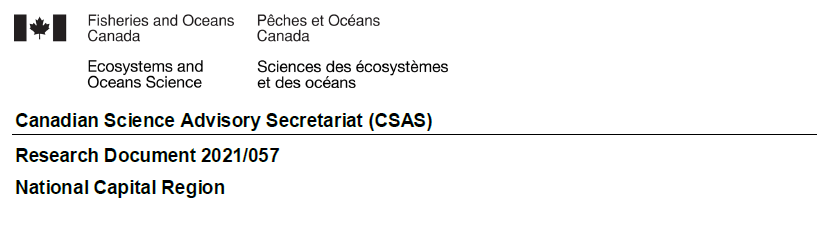 Fisheries and Oceans
Canada
Pêches et Océans
Canada
Ecosystems and
Oceans Science
Sciences des écosystèmes
et des océans
Canadian Science Advisory Secretariat (CSAS)
Research Document 2021/057
National Capital Region